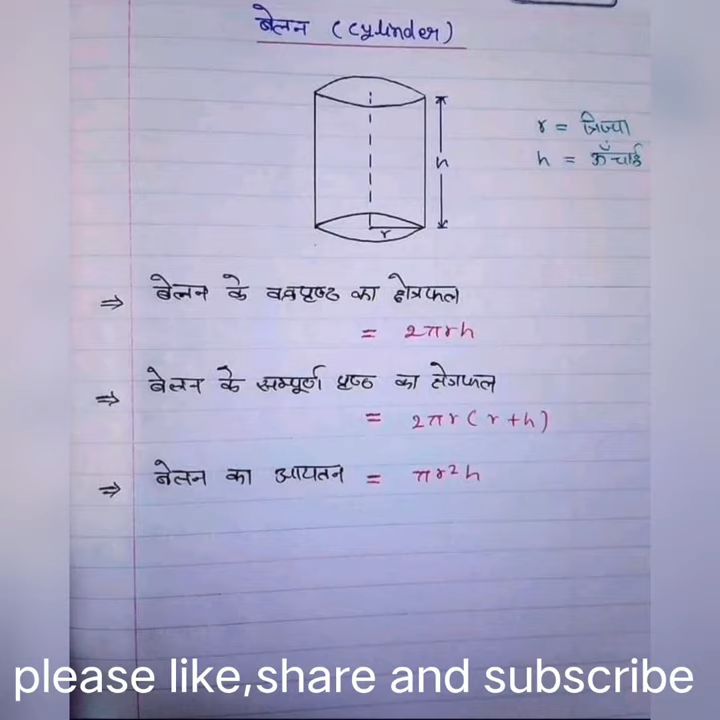 बेलन (Cylinder)
r = त्रिज्या
h = ऊँचाई
h
r
⇒ बेलन के वक्रपृष्ठ का क्षेत्रफल
= 2πrh
⇒ बेलन के सम्पूर्ण पृष्ठ का क्षेत्रफल
= 2πr(r+h)
⇒ बेलन का आयतन = πr²h
please like,share and subscribe